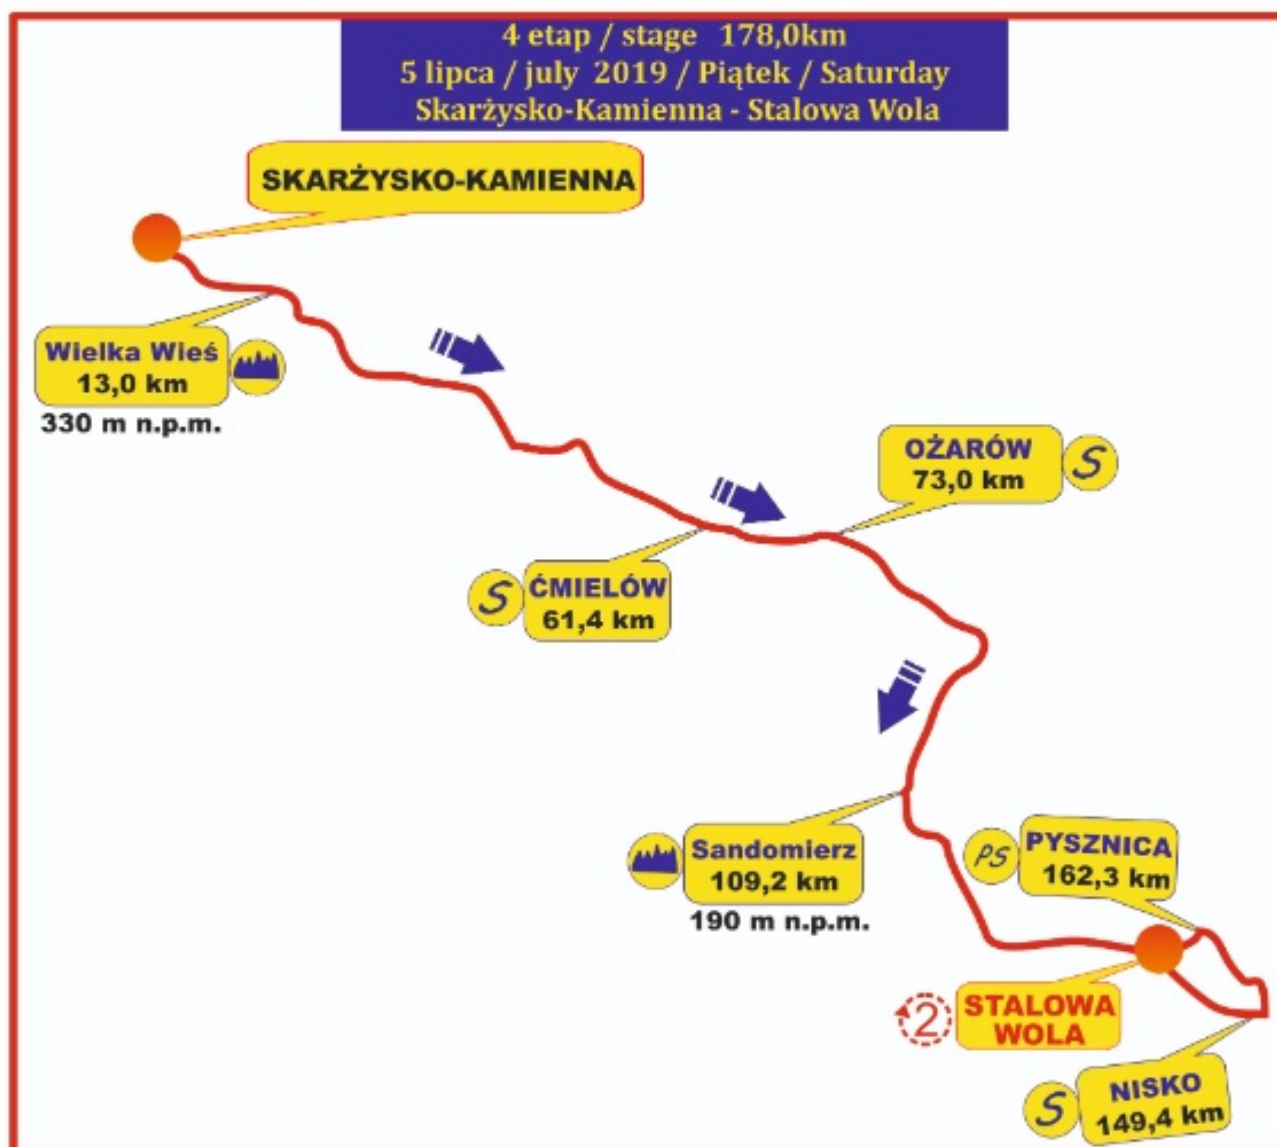 4 etap / stage 178,0km
5 lipca / july 2019 / Piątek / Saturday
Skarżysko-Kamienna - Stalowa Wola
SKARŻYSKO-KAMIENNA
Wielka Wieś
13,0 km
330 m n.p.m.
OŻARÓW
73,0 km
S
S
ĆMIELÓW
61,4 km
Sandomierz
109,2 km
190 m n.p.m.
PS
PYSZNICA
162,3 km
2
STALOWA
WOLA
S
NISKO
149,4 km